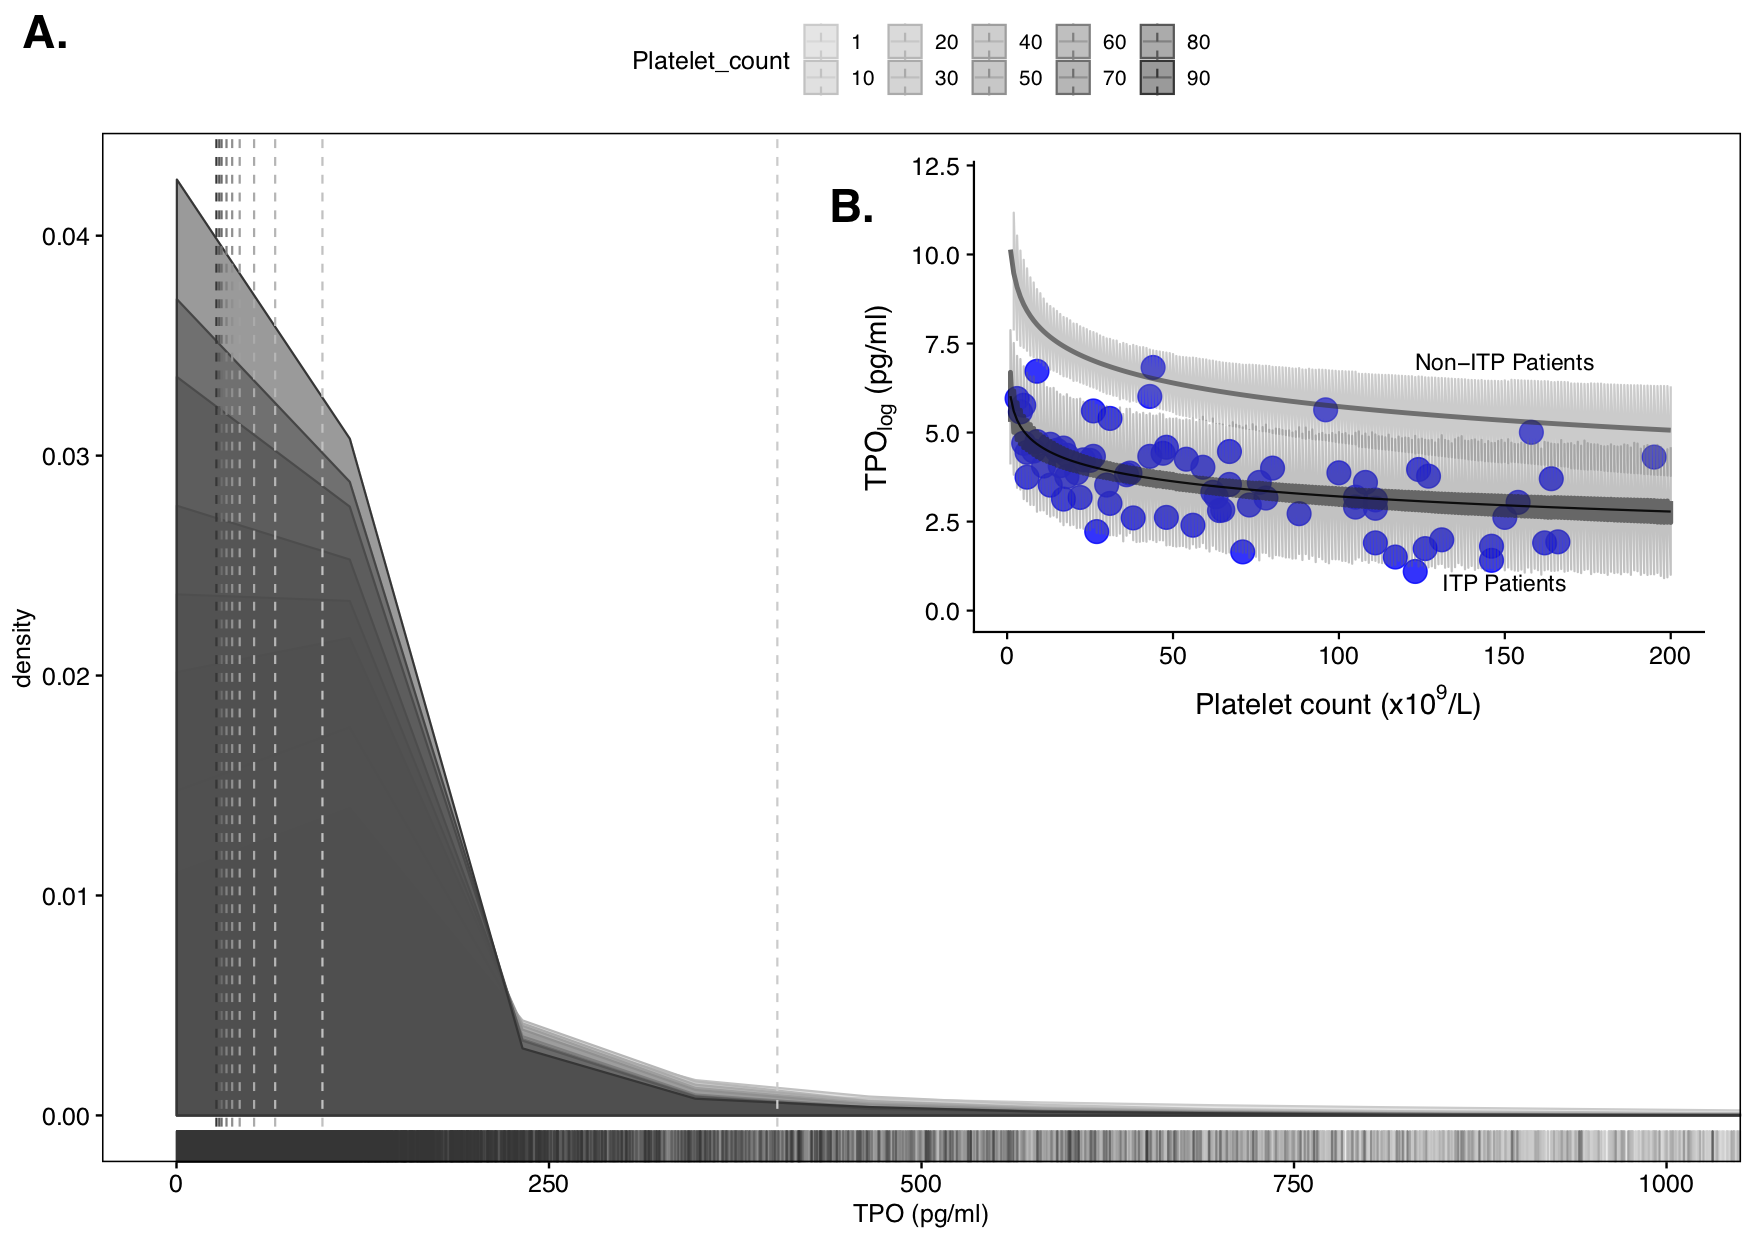 A.
Platelet_count
1 20 40 60 80
10 30 50 70 90
B.
12.5
10.0
7.5
5.0
2.5
0.0
TPOlog (pg/ml)
Non−ITP Patients
ITP Patients
0 50 100 150 200
Platelet count (x10⁹/L)
density
0.04
0.03
0.02
0.01
0.00
0 250 500 750 1000
TPO (pg/ml)